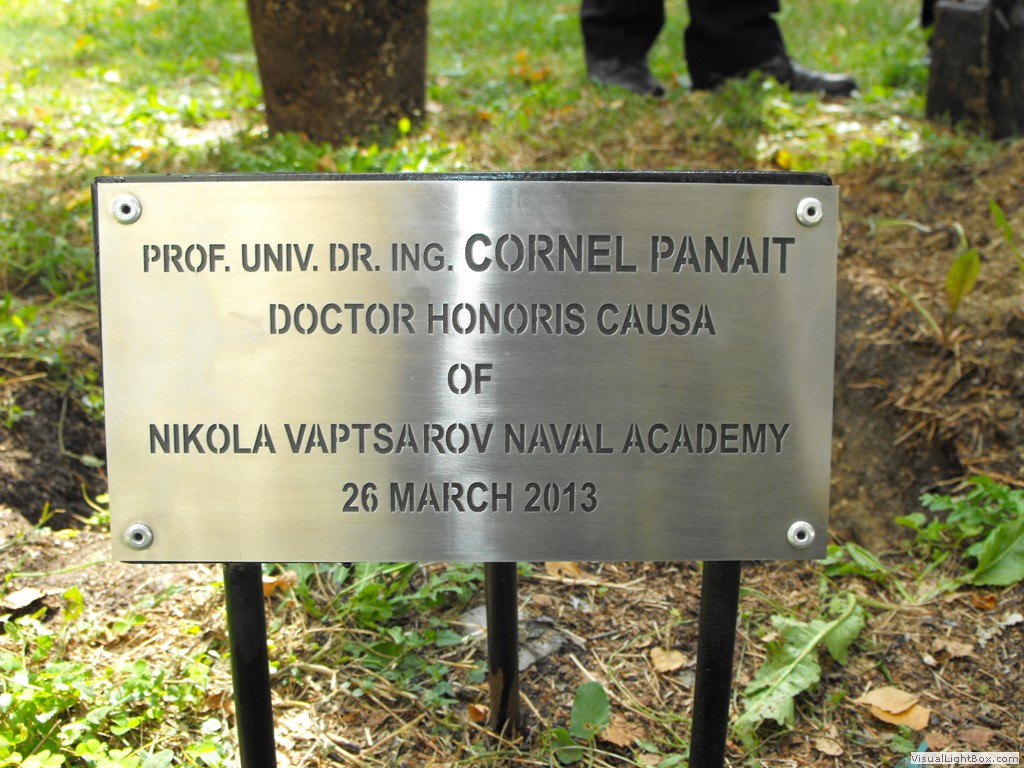 PROF. UNIV. DR. ING. CORNEL PANAIT
DOCTOR HONORIS CAUSA
OF
NIKOLA VAPTSAROV NAVAL ACADEMY
26 MARCH 2013
VisualLightBox.com